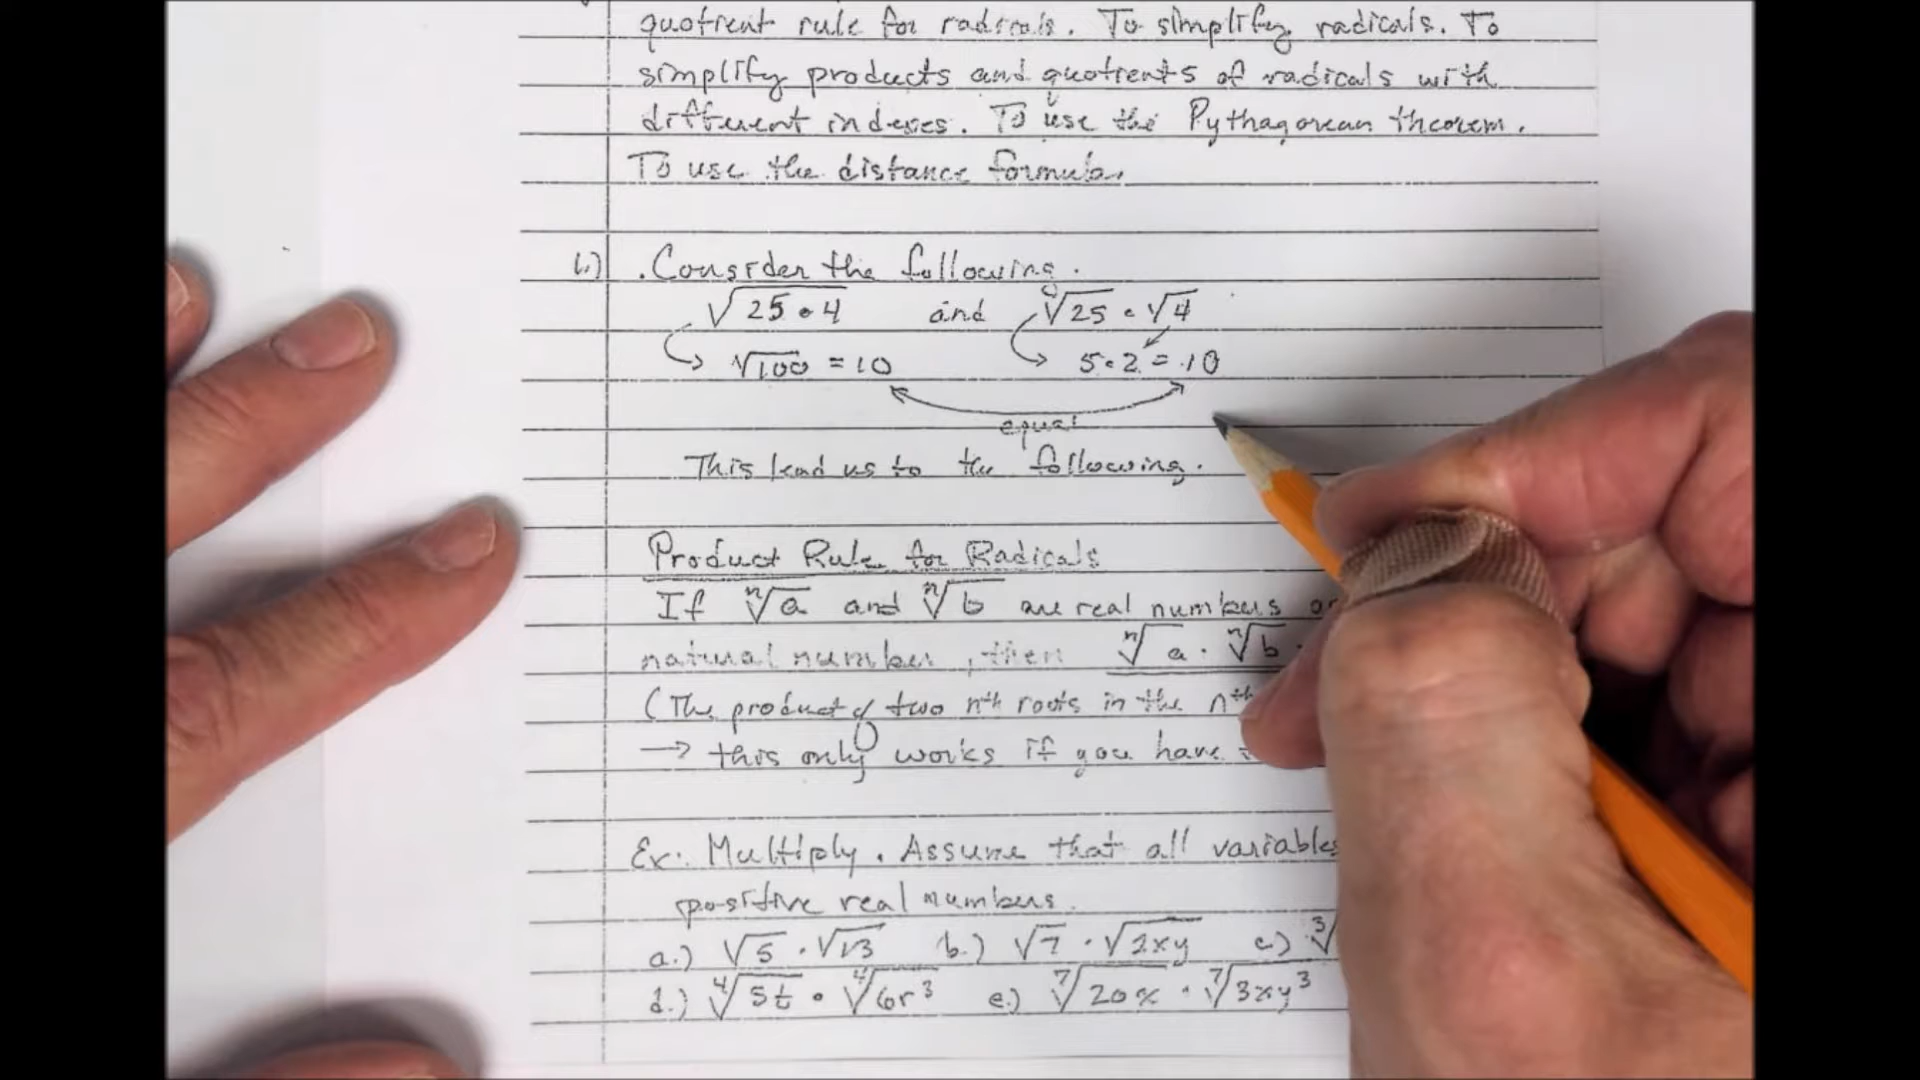 quotient rule for radicals. To simplify radicals. To
simplify products and quotients of radicals with
different indexes. To use the Pythagorean theorem.
To use the distance formula.
1.) . Consider the following.
√25 • 4 and √25 · √4
√100 = 10 5 · 2 = 10
equal
This lead us to the following.
Product Rule for Radicals
If ⁿ√a and ⁿ√b are real numbers
natural number, then ⁿ√a · ⁿ√b
(The product of two nth roots in the nth
→ this only works if you have
Ex: Multiply. Assume that all variables
positive real numbers.
a.) √5 · √13 b.) √7 · √2xy c.) ³√
d.) ⁴√5t • ⁴√6r³ e.) ⁷√20x · ⁷√3xy³